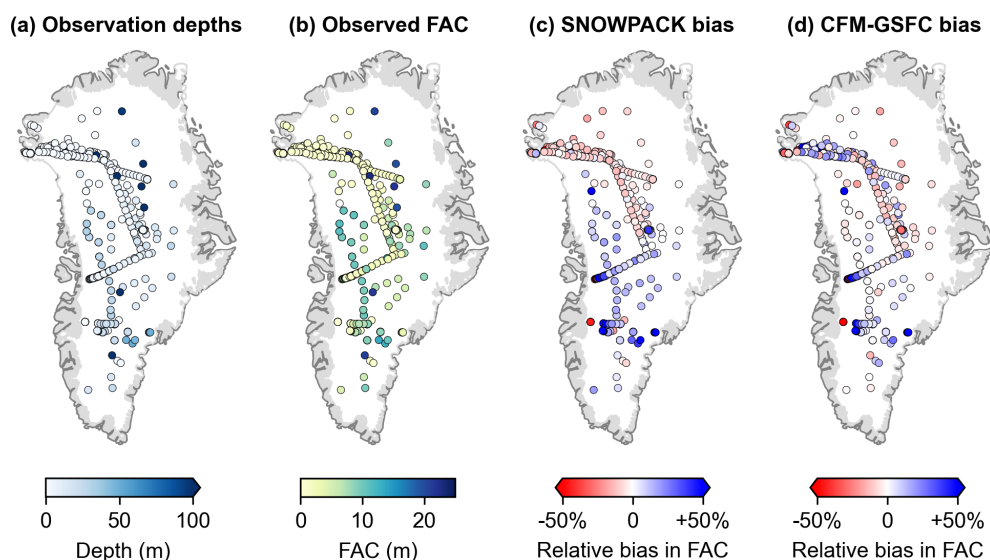 (a) Observation depths (b) Observed FAC (c) SNOWPACK bias (d) CFM-GSFC bias
0 50 100 0 10 20 -50% 0 +50% -50% 0 +50%
Depth (m) FAC (m) Relative bias in FAC Relative bias in FAC